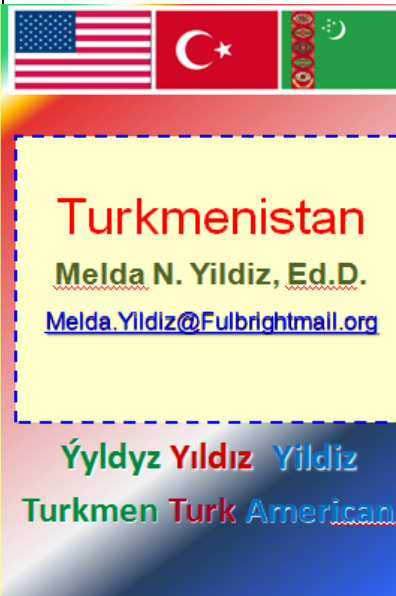 Turkmenistan
Melda N. Yildiz, Ed.D.
Melda.Yildiz@Fulbrightmail.org
Ýyldyz Yıldız Yildiz
Turkmen Turk American